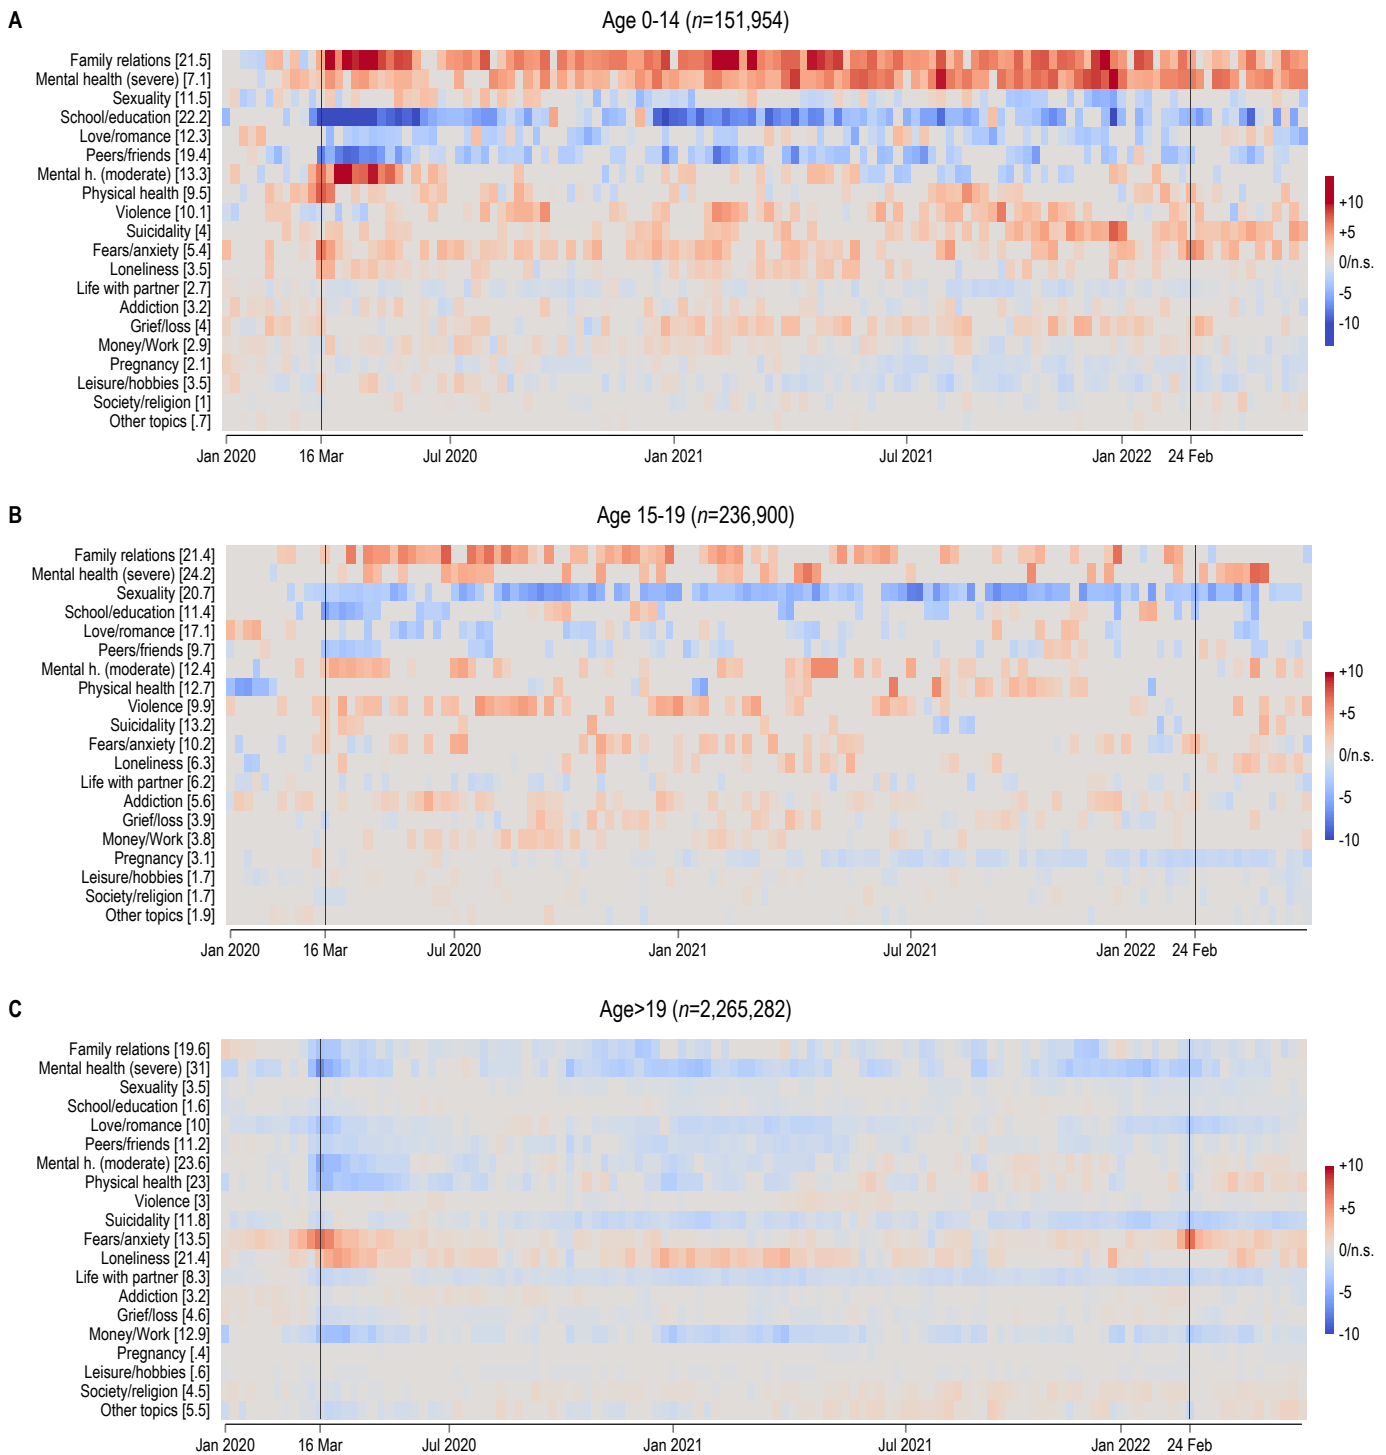 A
Age 0-14 (n=151,954)
Family relations [21.5]
Mental health (severe) [7.1]
Sexuality [11.5]
School/education [22.2]
Love/romance [12.3]
Peers/friends [19.4]
Mental h. (moderate) [13.3]
Physical health [9.5]
Violence [10.1]
Suicidality [4]
Fears/anxiety [5.4]
Loneliness [3.5]
Life with partner [2.7]
Addiction [3.2]
Grief/loss [4]
Money/Work [2.9]
Pregnancy [2.1]
Leisure/hobbies [3.5]
Society/religion [1]
Other topics [.7]
+10
+5
0/n.s.
-5
-10
Jan 2020 16 Mar Jul 2020 Jan 2021 Jul 2021 Jan 2022 24 Feb
B
Age 15-19 (n=236,900)
Family relations [21.4]
Mental health (severe) [24.2]
Sexuality [20.7]
School/education [11.4]
Love/romance [17.1]
Peers/friends [9.7]
Mental h. (moderate) [12.4]
Physical health [12.7]
Violence [9.9]
Suicidality [13.2]
Fears/anxiety [10.2]
Loneliness [6.3]
Life with partner [6.2]
Addiction [5.6]
Grief/loss [3.9]
Money/Work [3.8]
Pregnancy [3.1]
Leisure/hobbies [1.7]
Society/religion [1.7]
Other topics [1.9]
+10
+5
0/n.s.
-5
-10
Jan 2020 16 Mar Jul 2020 Jan 2021 Jul 2021 Jan 2022 24 Feb
C
Age>19 (n=2,265,282)
Family relations [19.6]
Mental health (severe) [31]
Sexuality [3.5]
School/education [1.6]
Love/romance [10]
Peers/friends [11.2]
Mental h. (moderate) [23.6]
Physical health [23]
Violence [3]
Suicidality [11.8]
Fears/anxiety [13.5]
Loneliness [21.4]
Life with partner [8.3]
Addiction [3.2]
Grief/loss [4.6]
Money/Work [12.9]
Pregnancy [.4]
Leisure/hobbies [.6]
Society/religion [4.5]
Other topics [5.5]
+10
+5
0/n.s.
-5
-10
Jan 2020 16 Mar Jul 2020 Jan 2021 Jul 2021 Jan 2022 24 Feb